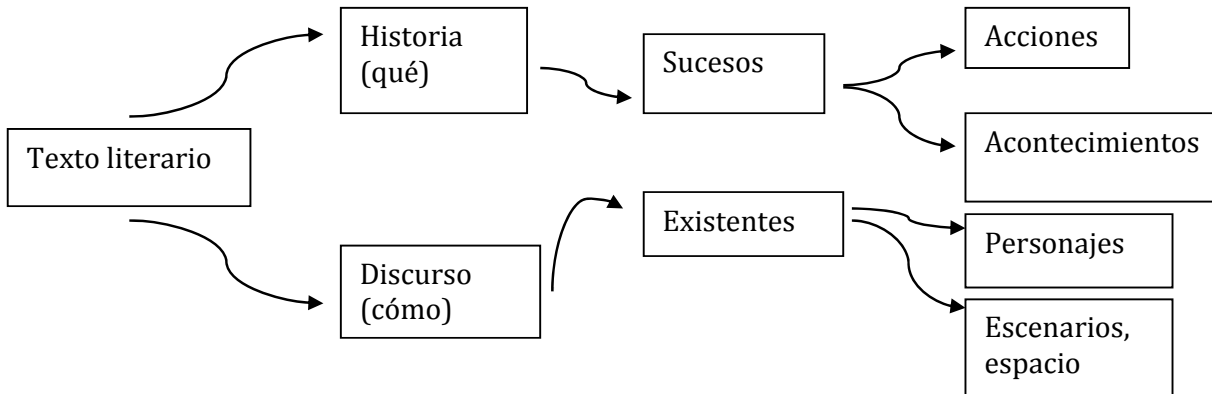 Texto literario
Historia
(qué)
Discurso
(cómo)
Sucesos
Existentes
Acciones
Acontecimientos
Personajes
Escenarios,
espacio